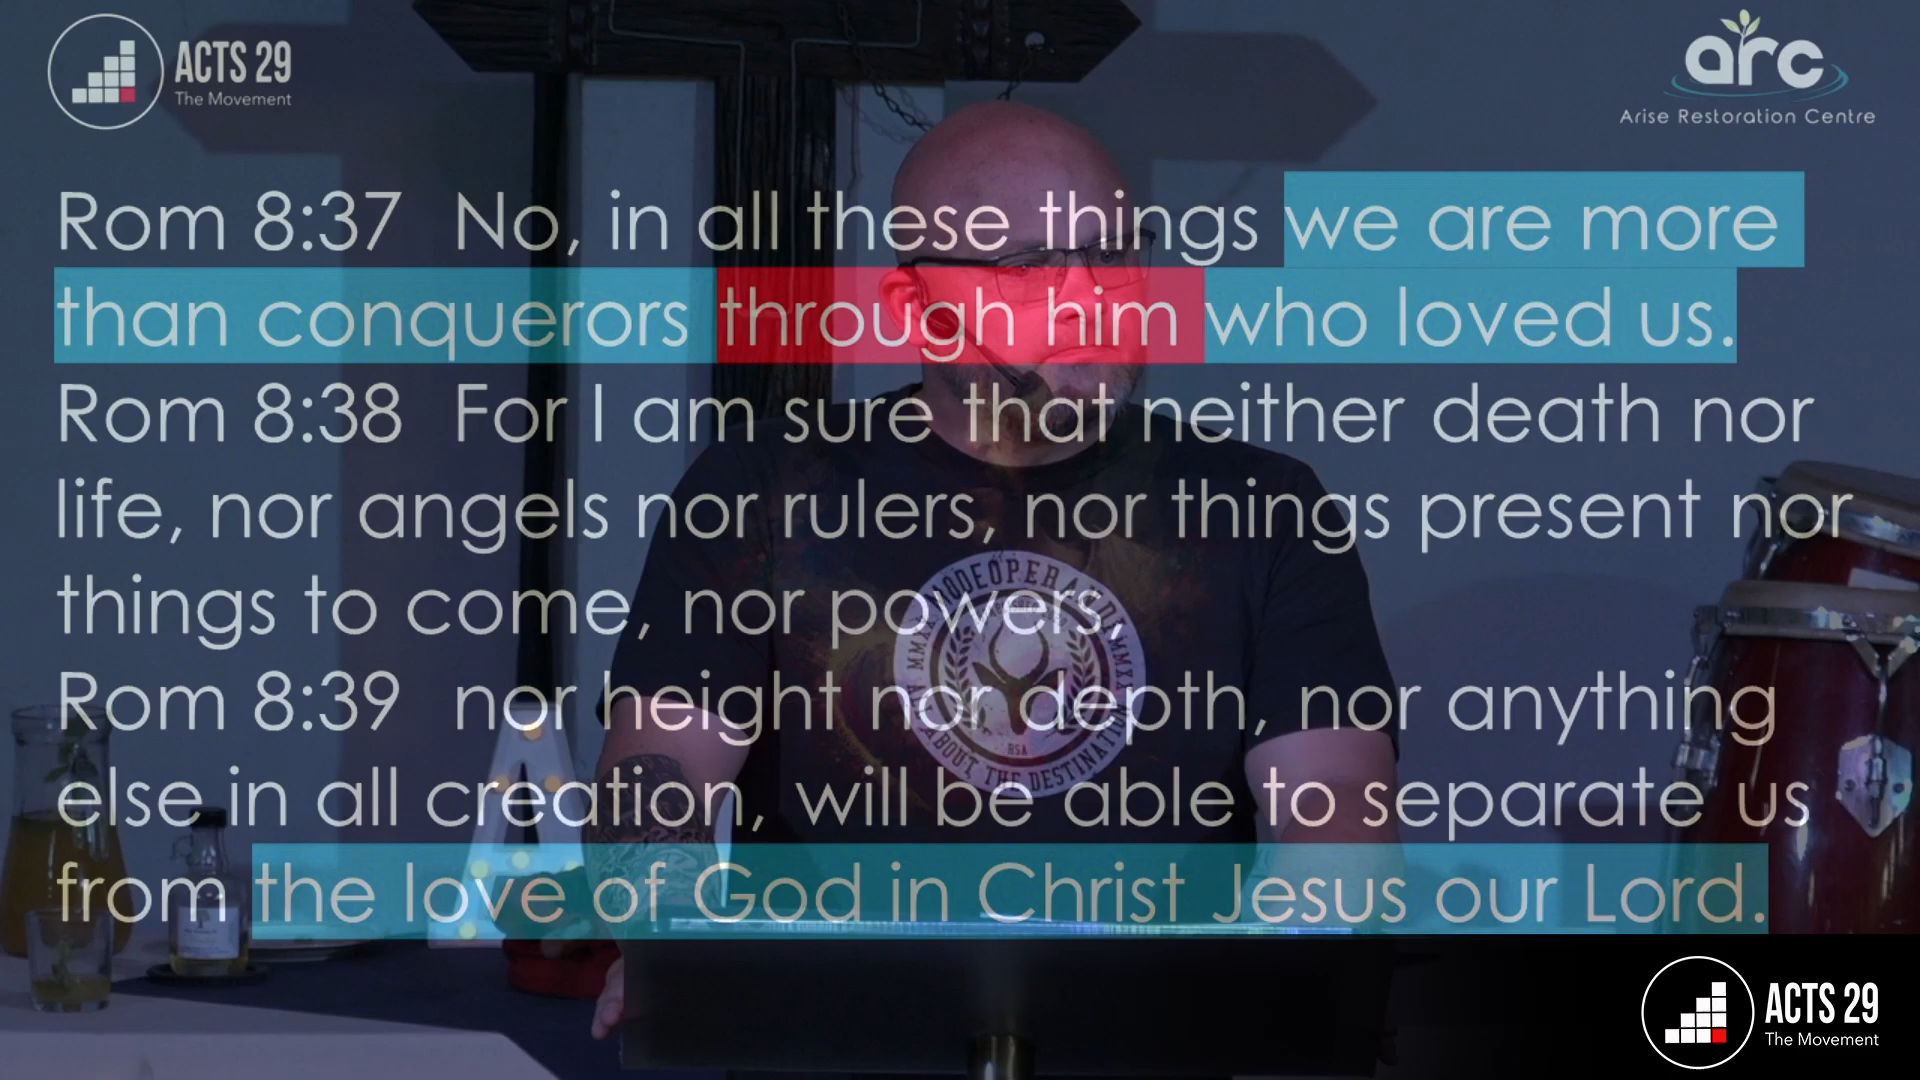 ACTS 29
The Movement
arc
Arise Restoration Centre
Rom 8:37 No, in all these things we are more
than conquerors through him who loved us.
Rom 8:38 For I am sure that neither death nor
life, nor angels nor rulers, nor things present nor
things to come, nor powers,
Rom 8:39 nor height nor depth, nor anything
else in all creation, will be able to separate us
from the love of God in Christ Jesus our Lord.
RSA
ABOUT THE DESTINATI
ACTS 29
The Movement